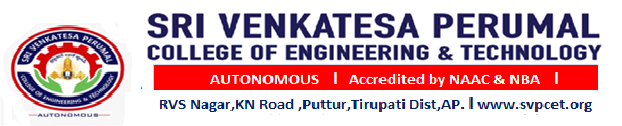 SRI VENKATESA PERUMAL
COLLEGE OF ENGINEERING & TECHNOLOGY
AUTONOMOUS l Accredited by NAAC & NBA l
RVS Nagar,KN Road ,Puttur,Tirupati Dist,AP. l www.svpcet.org
SRI VENKATESA PERUMAL
COLLEGE OF ENGINEERING & TECHNOLOGY
AUTONOMOUS